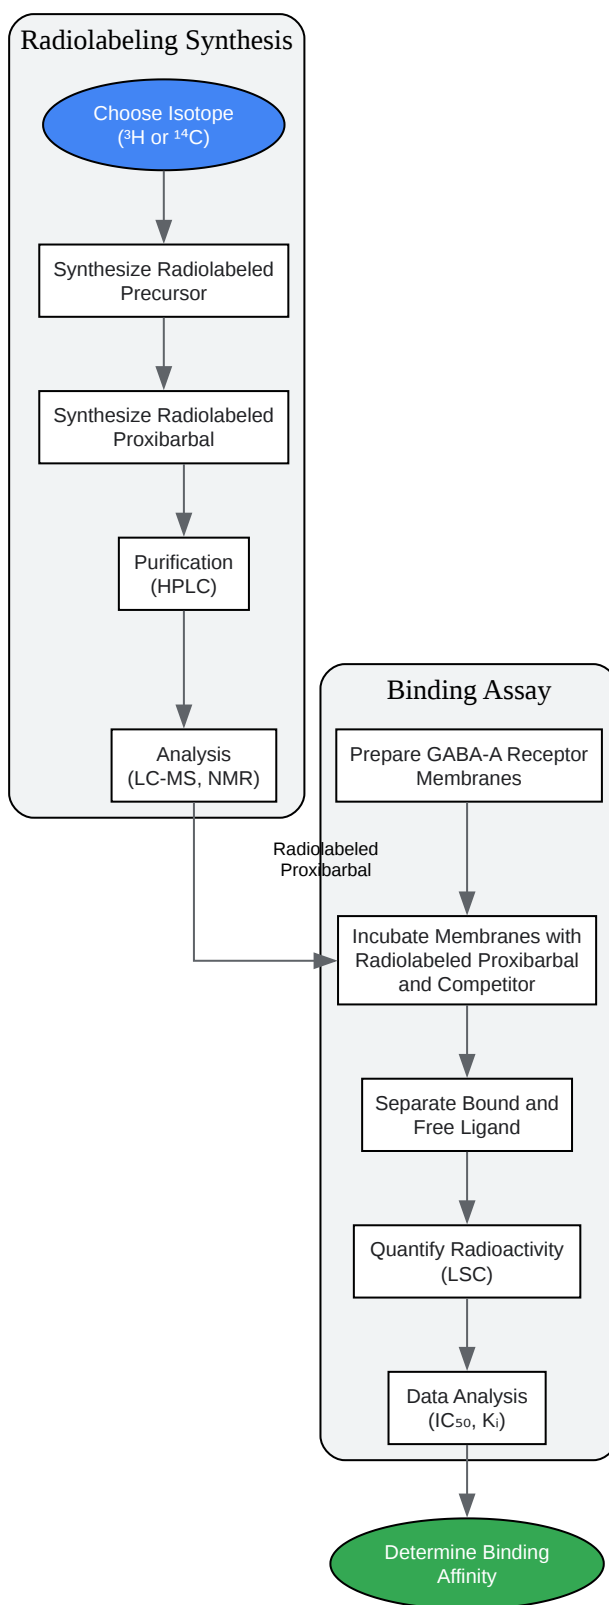 Radiolabeling Synthesis
Choose Isotope
(³H or ¹⁴C)
Synthesize Radiolabeled
Precursor
Synthesize Radiolabeled
Proxibarbal
Purification
(HPLC)
Analysis
(LC-MS, NMR)
Radiolabeled
Proxibarbal
Binding Assay
Prepare GABA-A Receptor
Membranes
Incubate Membranes with
Radiolabeled Proxibarbal
and Competitor
Separate Bound and
Free Ligand
Quantify Radioactivity
(LSC)
Data Analysis
(IC₅₀, Kᵢ)
Determine Binding
Affinity